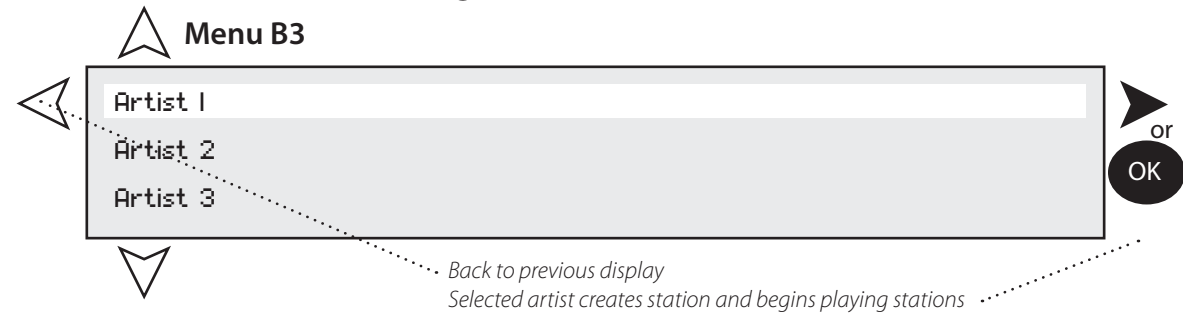 Menu B3
Artist 1
Artist 2
Artist 3
or
OK
Back to previous display
Selected artist creates station and begins playing stations